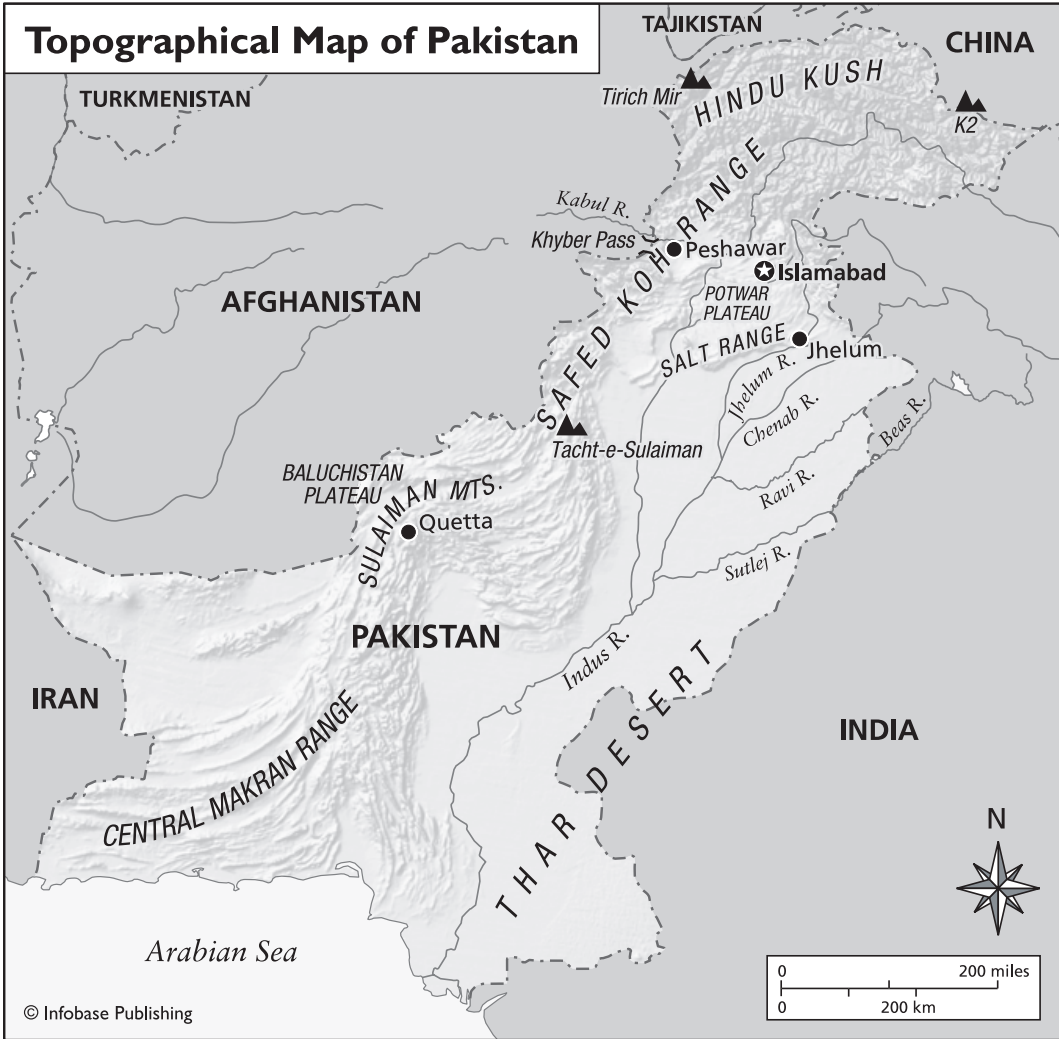 Topographical Map of Pakistan
TAJIKISTAN
CHINA
TURKMENISTAN
Tirich Mir
HINDU KUSH
K2
Kabul R.
Khyber Pass
Peshawar
Islamabad
SAFED KOH RANGE
AFGHANISTAN
POTWAR
PLATEAU
SALT RANGE
Jhelum
Jhelum R.
Chenab R.
Beas R.
Tacht-e-Sulaiman
BALUCHISTAN
PLATEAU
SULAIMAN MTS.
Ravi R.
Quetta
Sutlej R.
PAKISTAN
Indus R.
IRAN
THAR DESERT
INDIA
CENTRAL MAKRAN RANGE
N
Arabian Sea
0 200 miles
0 200 km
© Infobase Publishing